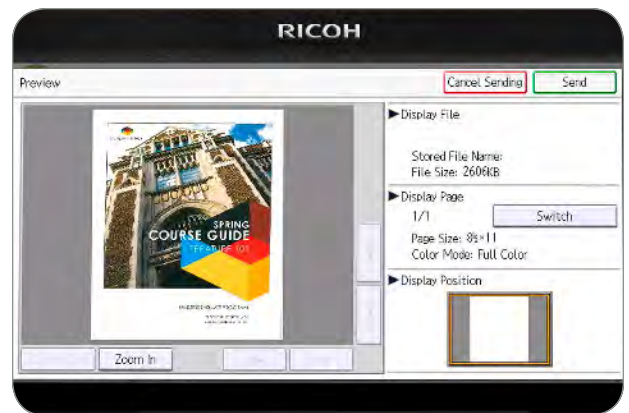 RICOH
Preview
Cancel Sending
Send
▶Display File
Stored File Name:
File Size: 2606KB
▶Display Page
1/1
Switch
Page Size: 8½×11
Color Mode: Full Color
▶Display Position
SPRING
COURSE GUIDE
Zoom In